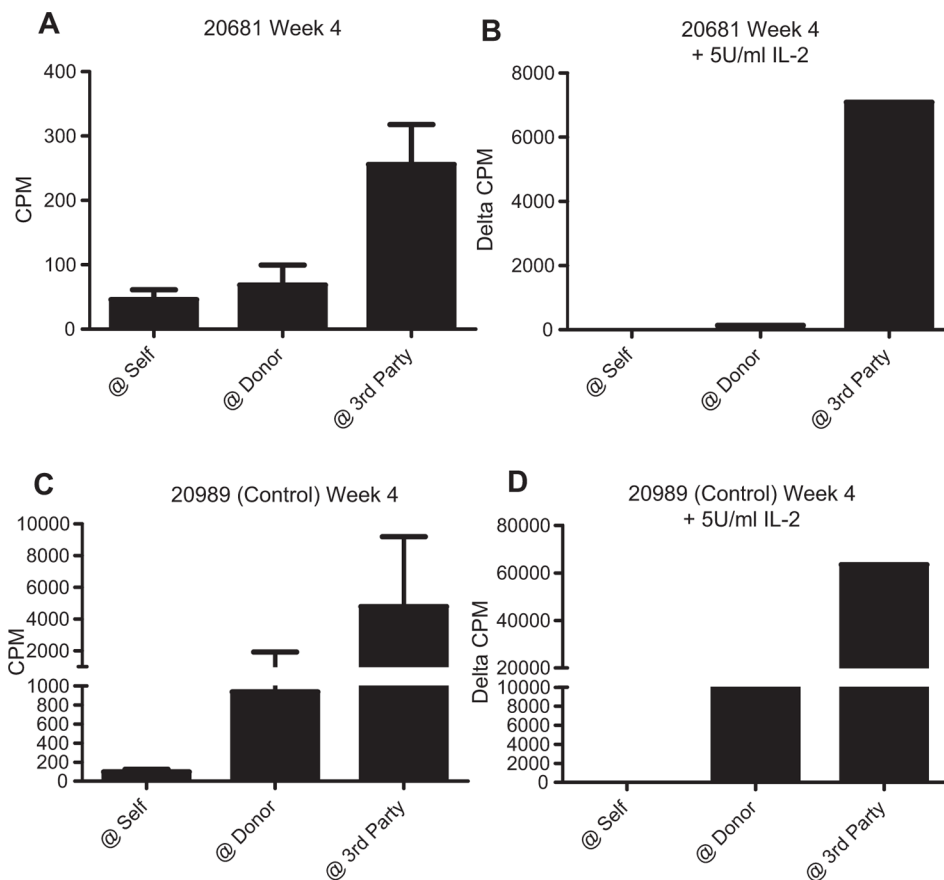 A
20681 Week 4
CPM
400
300
200
100
0
@ Self
@ Donor
@ 3rd Party
B
20681 Week 4
+ 5U/ml IL-2
Delta CPM
8000
6000
4000
2000
0
@ Self
@ Donor
@ 3rd Party
C
20989 (Control) Week 4
CPM
10000
8000
6000
4000
2000
1000
800
600
400
200
0
@ Self
@ Donor
@ 3rd Party
D
20989 (Control) Week 4
+ 5U/ml IL-2
Delta CPM
80000
60000
40000
20000
10000
8000
6000
4000
2000
0
@ Self
@ Donor
@ 3rd Party